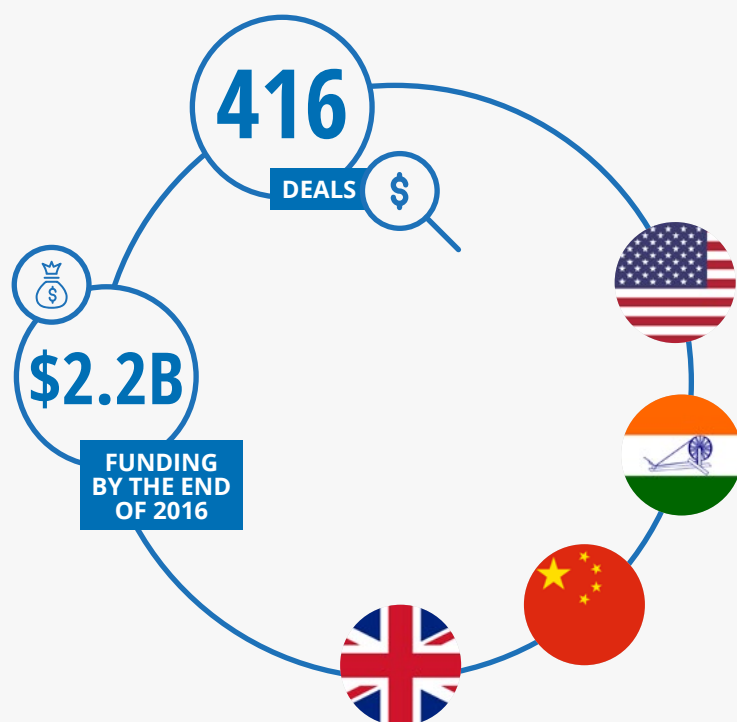 416
DEALS
$
$
$2.2B
FUNDING
BY THE END
OF 2016